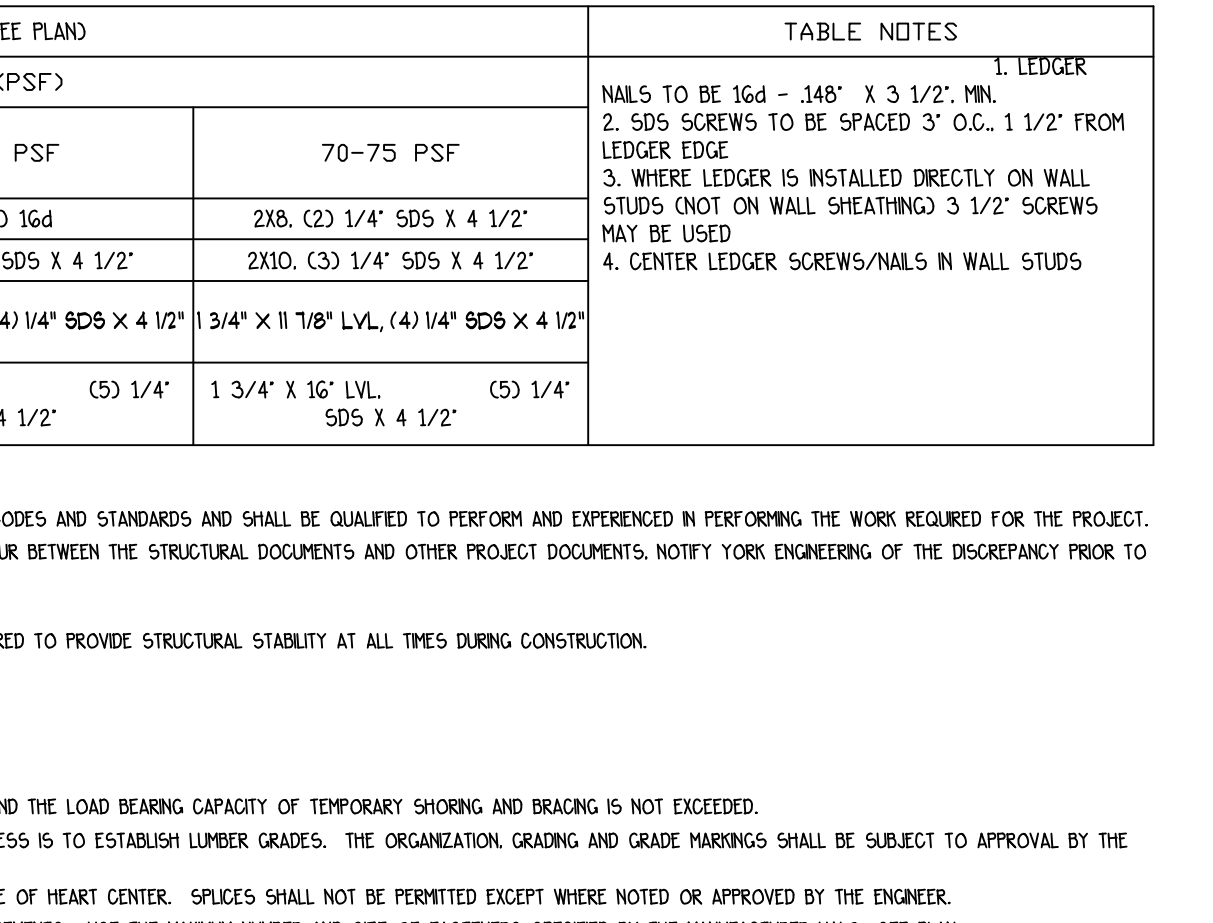 EE PLAN)
TABLE NOTES
(PSF)
1. LEDGER
NAILS TO BE 16d - .148" X 3 1/2", MIN.
2. SDS SCREWS TO BE SPACED 3" O.C., 1 1/2" FROM
LEDGER EDGE
3. WHERE LEDGER IS INSTALLED DIRECTLY ON WALL
STUDS (NOT ON WALL SHEATHING) 3 1/2" SCREWS
MAY BE USED
4. CENTER LEDGER SCREWS/NAILS IN WALL STUDS
PSF
70-75 PSF
) 16d
2X8, (2) 1/4" SDS X 4 1/2"
SDS X 4 1/2"
2X10, (3) 1/4" SDS X 4 1/2"
4) 1/4" SDS X 4 1/2"
1 3/4" X 11 7/8" LVL, (4) 1/4" SDS X 4 1/2"
(5) 1/4"
4 1/2"
1 3/4" X 16" LVL, (5) 1/4"
SDS X 4 1/2"
ODES AND STANDARDS AND SHALL BE QUALIFIED TO PERFORM AND EXPERIENCED IN PERFORMING THE WORK REQUIRED FOR THE PROJECT.
UR BETWEEN THE STRUCTURAL DOCUMENTS AND OTHER PROJECT DOCUMENTS, NOTIFY YORK ENGINEERING OF THE DISCREPANCY PRIOR TO
RED TO PROVIDE STRUCTURAL STABILITY AT ALL TIMES DURING CONSTRUCTION.
ND THE LOAD BEARING CAPACITY OF TEMPORARY SHORING AND BRACING IS NOT EXCEEDED.
ESS IS TO ESTABLISH LUMBER GRADES. THE ORGANIZATION, GRADING AND GRADE MARKINGS SHALL BE SUBJECT TO APPROVAL BY THE
E OF HEART CENTER. SPLICES SHALL NOT BE PERMITTED EXCEPT WHERE NOTED OR APPROVED BY THE ENGINEER.